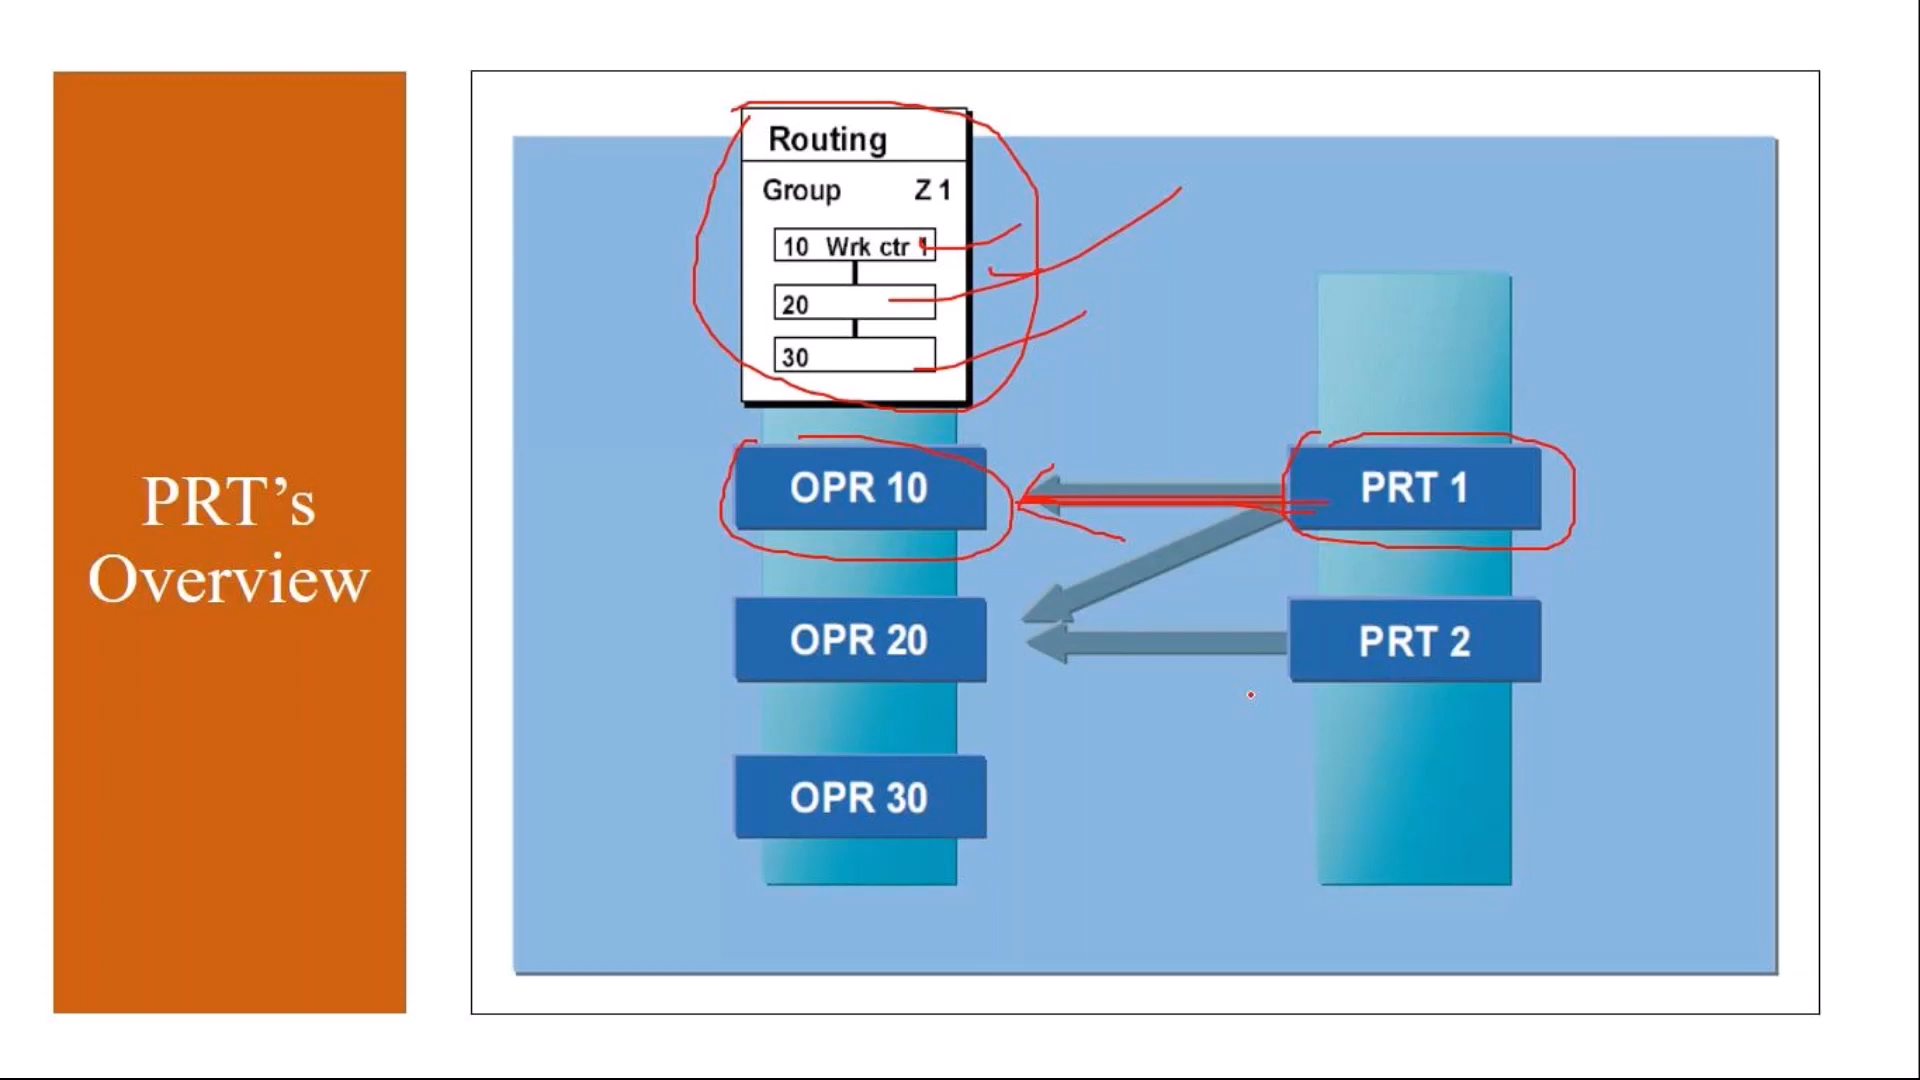 PRT’s
Overview
Routing
Group Z 1
10 Wrk ctr 1
20
30
OPR 10
PRT 1
OPR 20
PRT 2
OPR 30